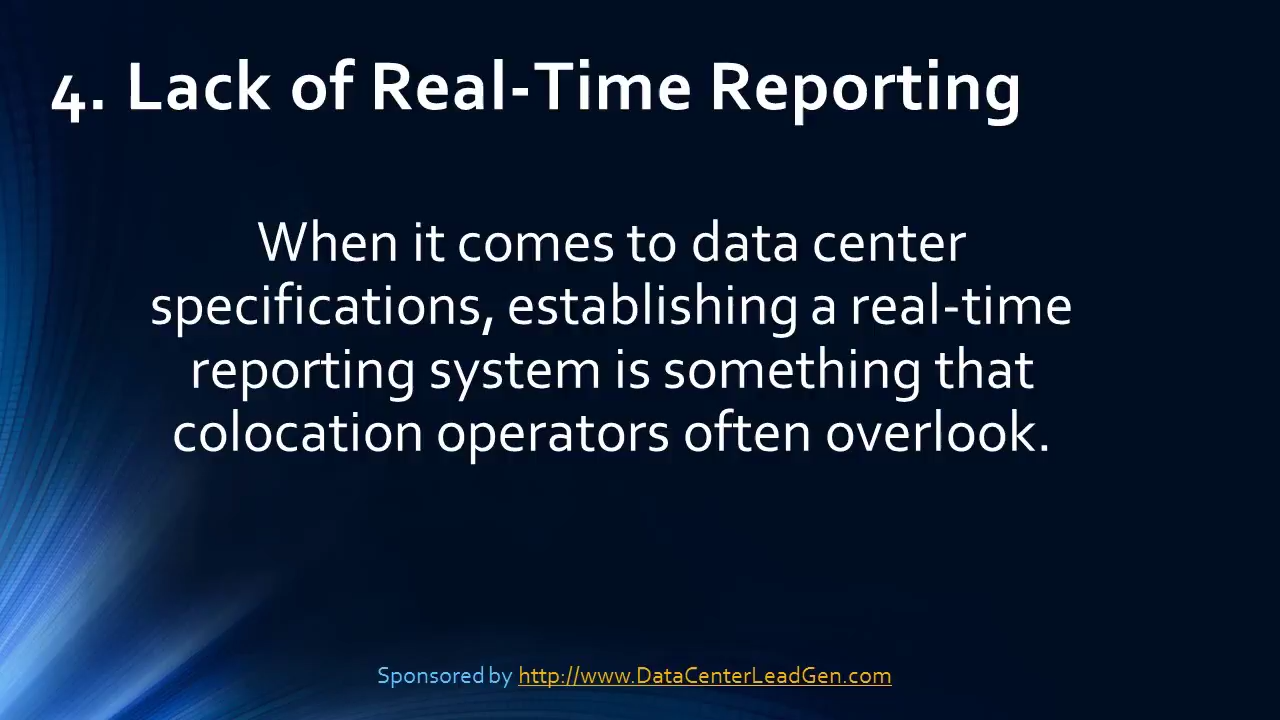 4. Lack of Real-Time Reporting
When it comes to data center
specifications, establishing a real-time
reporting system is something that
colocation operators often overlook.
Sponsored by http://www.DataCenterLeadGen.com